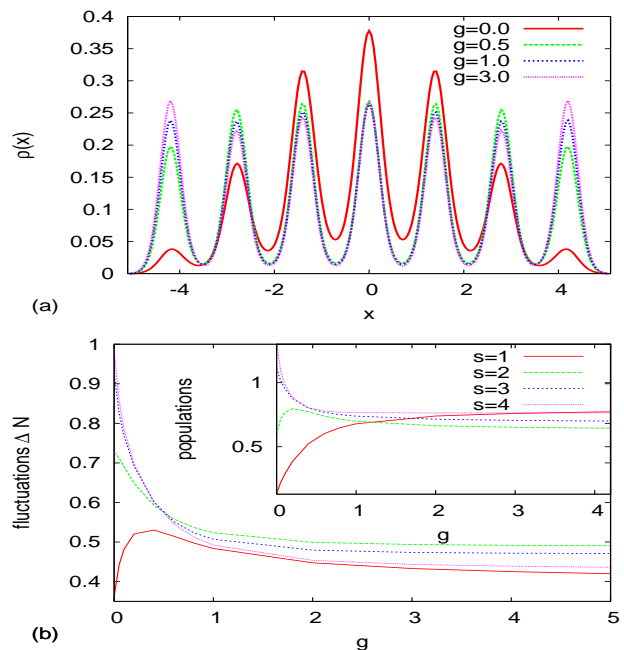 0.4
0.35
0.3
0.25
0.2
0.15
0.1
0.05
0
ρ(x)
g=0.0
g=0.5
g=1.0
g=3.0
-4 -2 0 2 4
x
(a)
1
0.9
0.8
0.7
0.6
0.5
0.4
fluctuations Δ N
populations
1
0.5
s=1
s=2
s=3
s=4
0 1 2 3 4
g
0 1 2 3 4 5
g
(b)